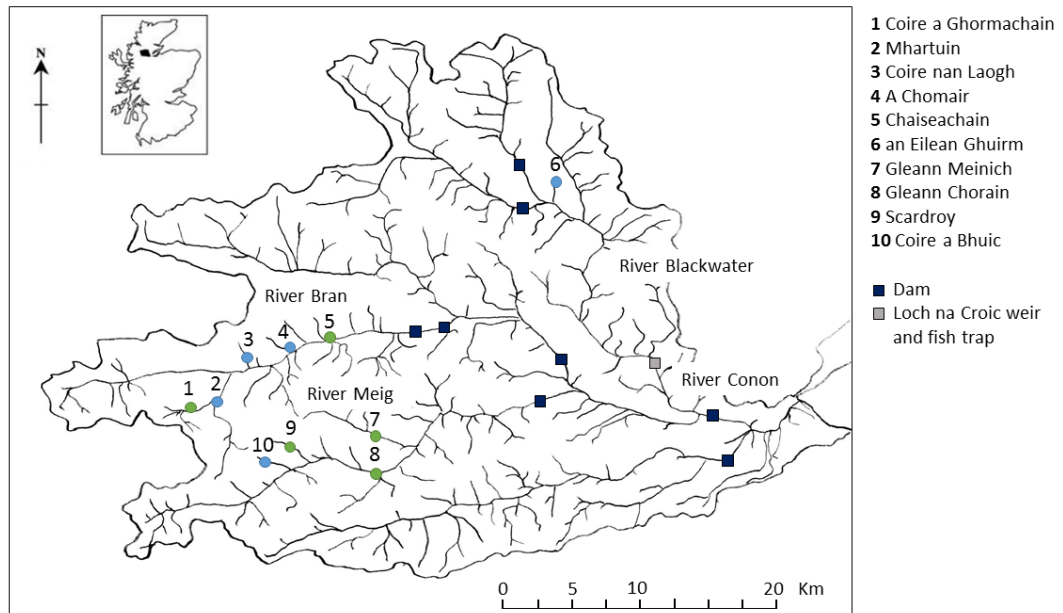 N
6
River Blackwater
River Bran
3
4
5
River Conon
1
2
River Meig
7
9
10
8
0 5 10 20 Km
1 Coire a Ghormachain
2 Mhartuin
3 Coire nan Laogh
4 A Chomair
5 Chaiseachain
6 an Eilean Ghuirm
7 Gleann Meinich
8 Gleann Chorain
9 Scardroy
10 Coire a Bhuic
Dam
Loch na Croic weir
and fish trap